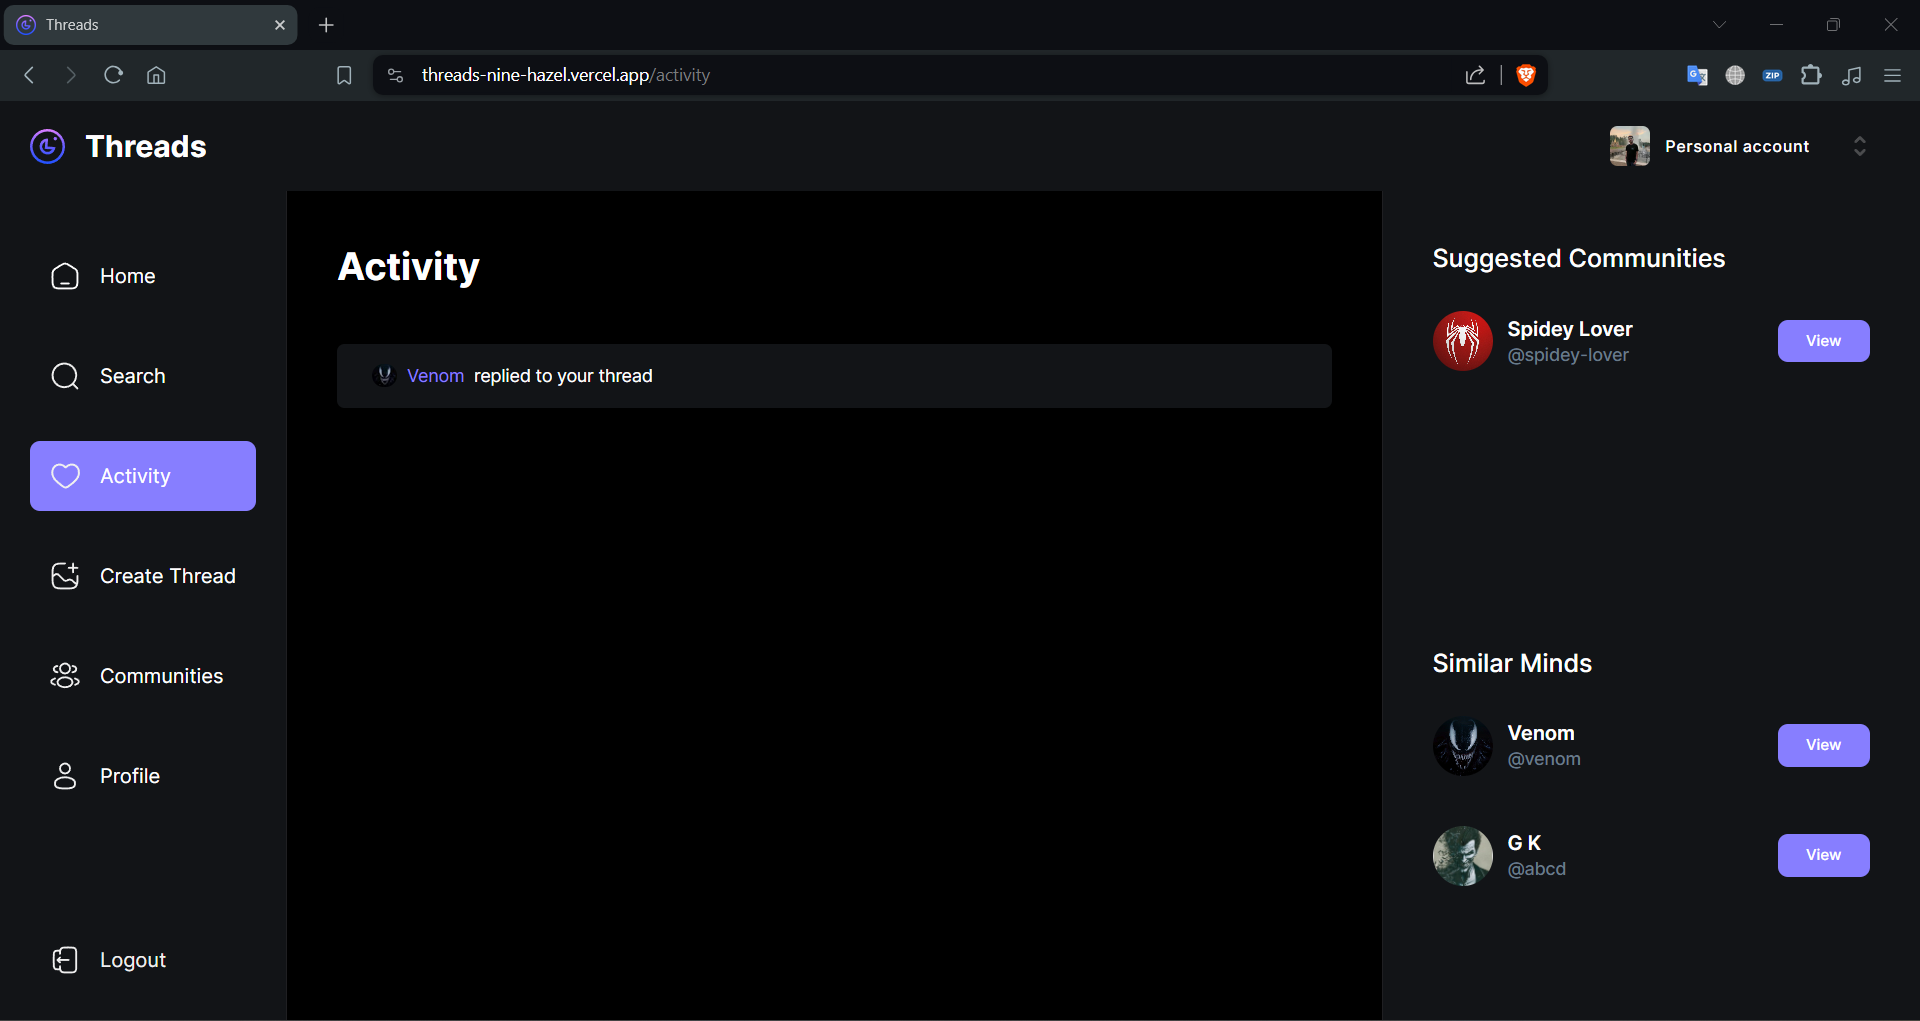 Threads
threads-nine-hazel.vercel.app/activity
ZIP
Threads
Personal account
Home
Search
Activity
Create Thread
Communities
Profile
Logout
Activity
Venom replied to your thread
Suggested Communities
Spidey Lover
@spidey-lover
View
Similar Minds
Venom
@venom
View
G K
@abcd
View